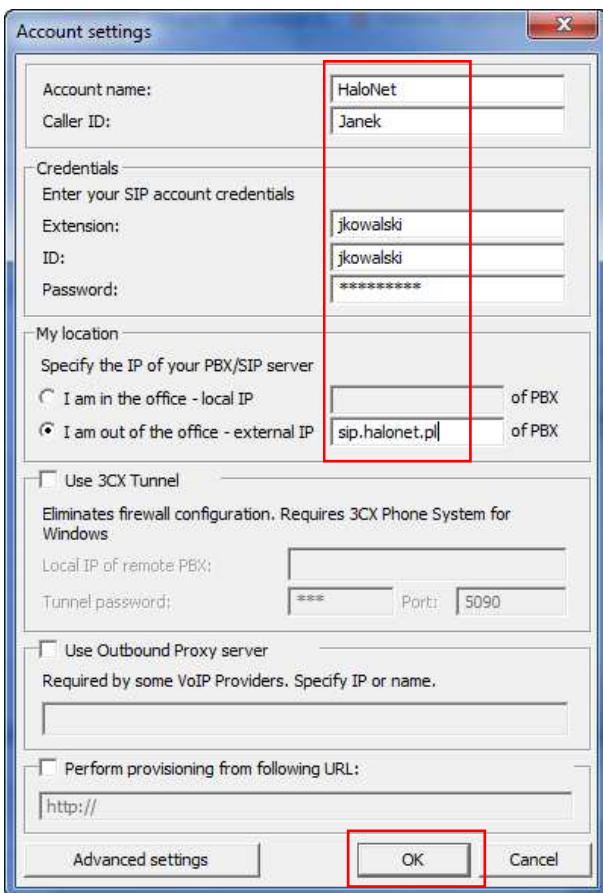 Account settings
Account name: HaloNet
Caller ID: Janek
Credentials
Enter your SIP account credentials
Extension: jkowalski
ID: jkowalski
Password: *********
My location
Specify the IP of your PBX/SIP server
I am in the office - local IP of PBX
I am out of the office - external IP sip.halonet.pl of PBX
Use 3CX Tunnel
Eliminates firewall configuration. Requires 3CX Phone System for
Windows
Local IP of remote PBX:
Tunnel password: *** Port: 5090
Use Outbound Proxy server
Required by some VoIP Providers. Specify IP or name.
Perform provisioning from following URL:
http://
Advanced settings OK Cancel